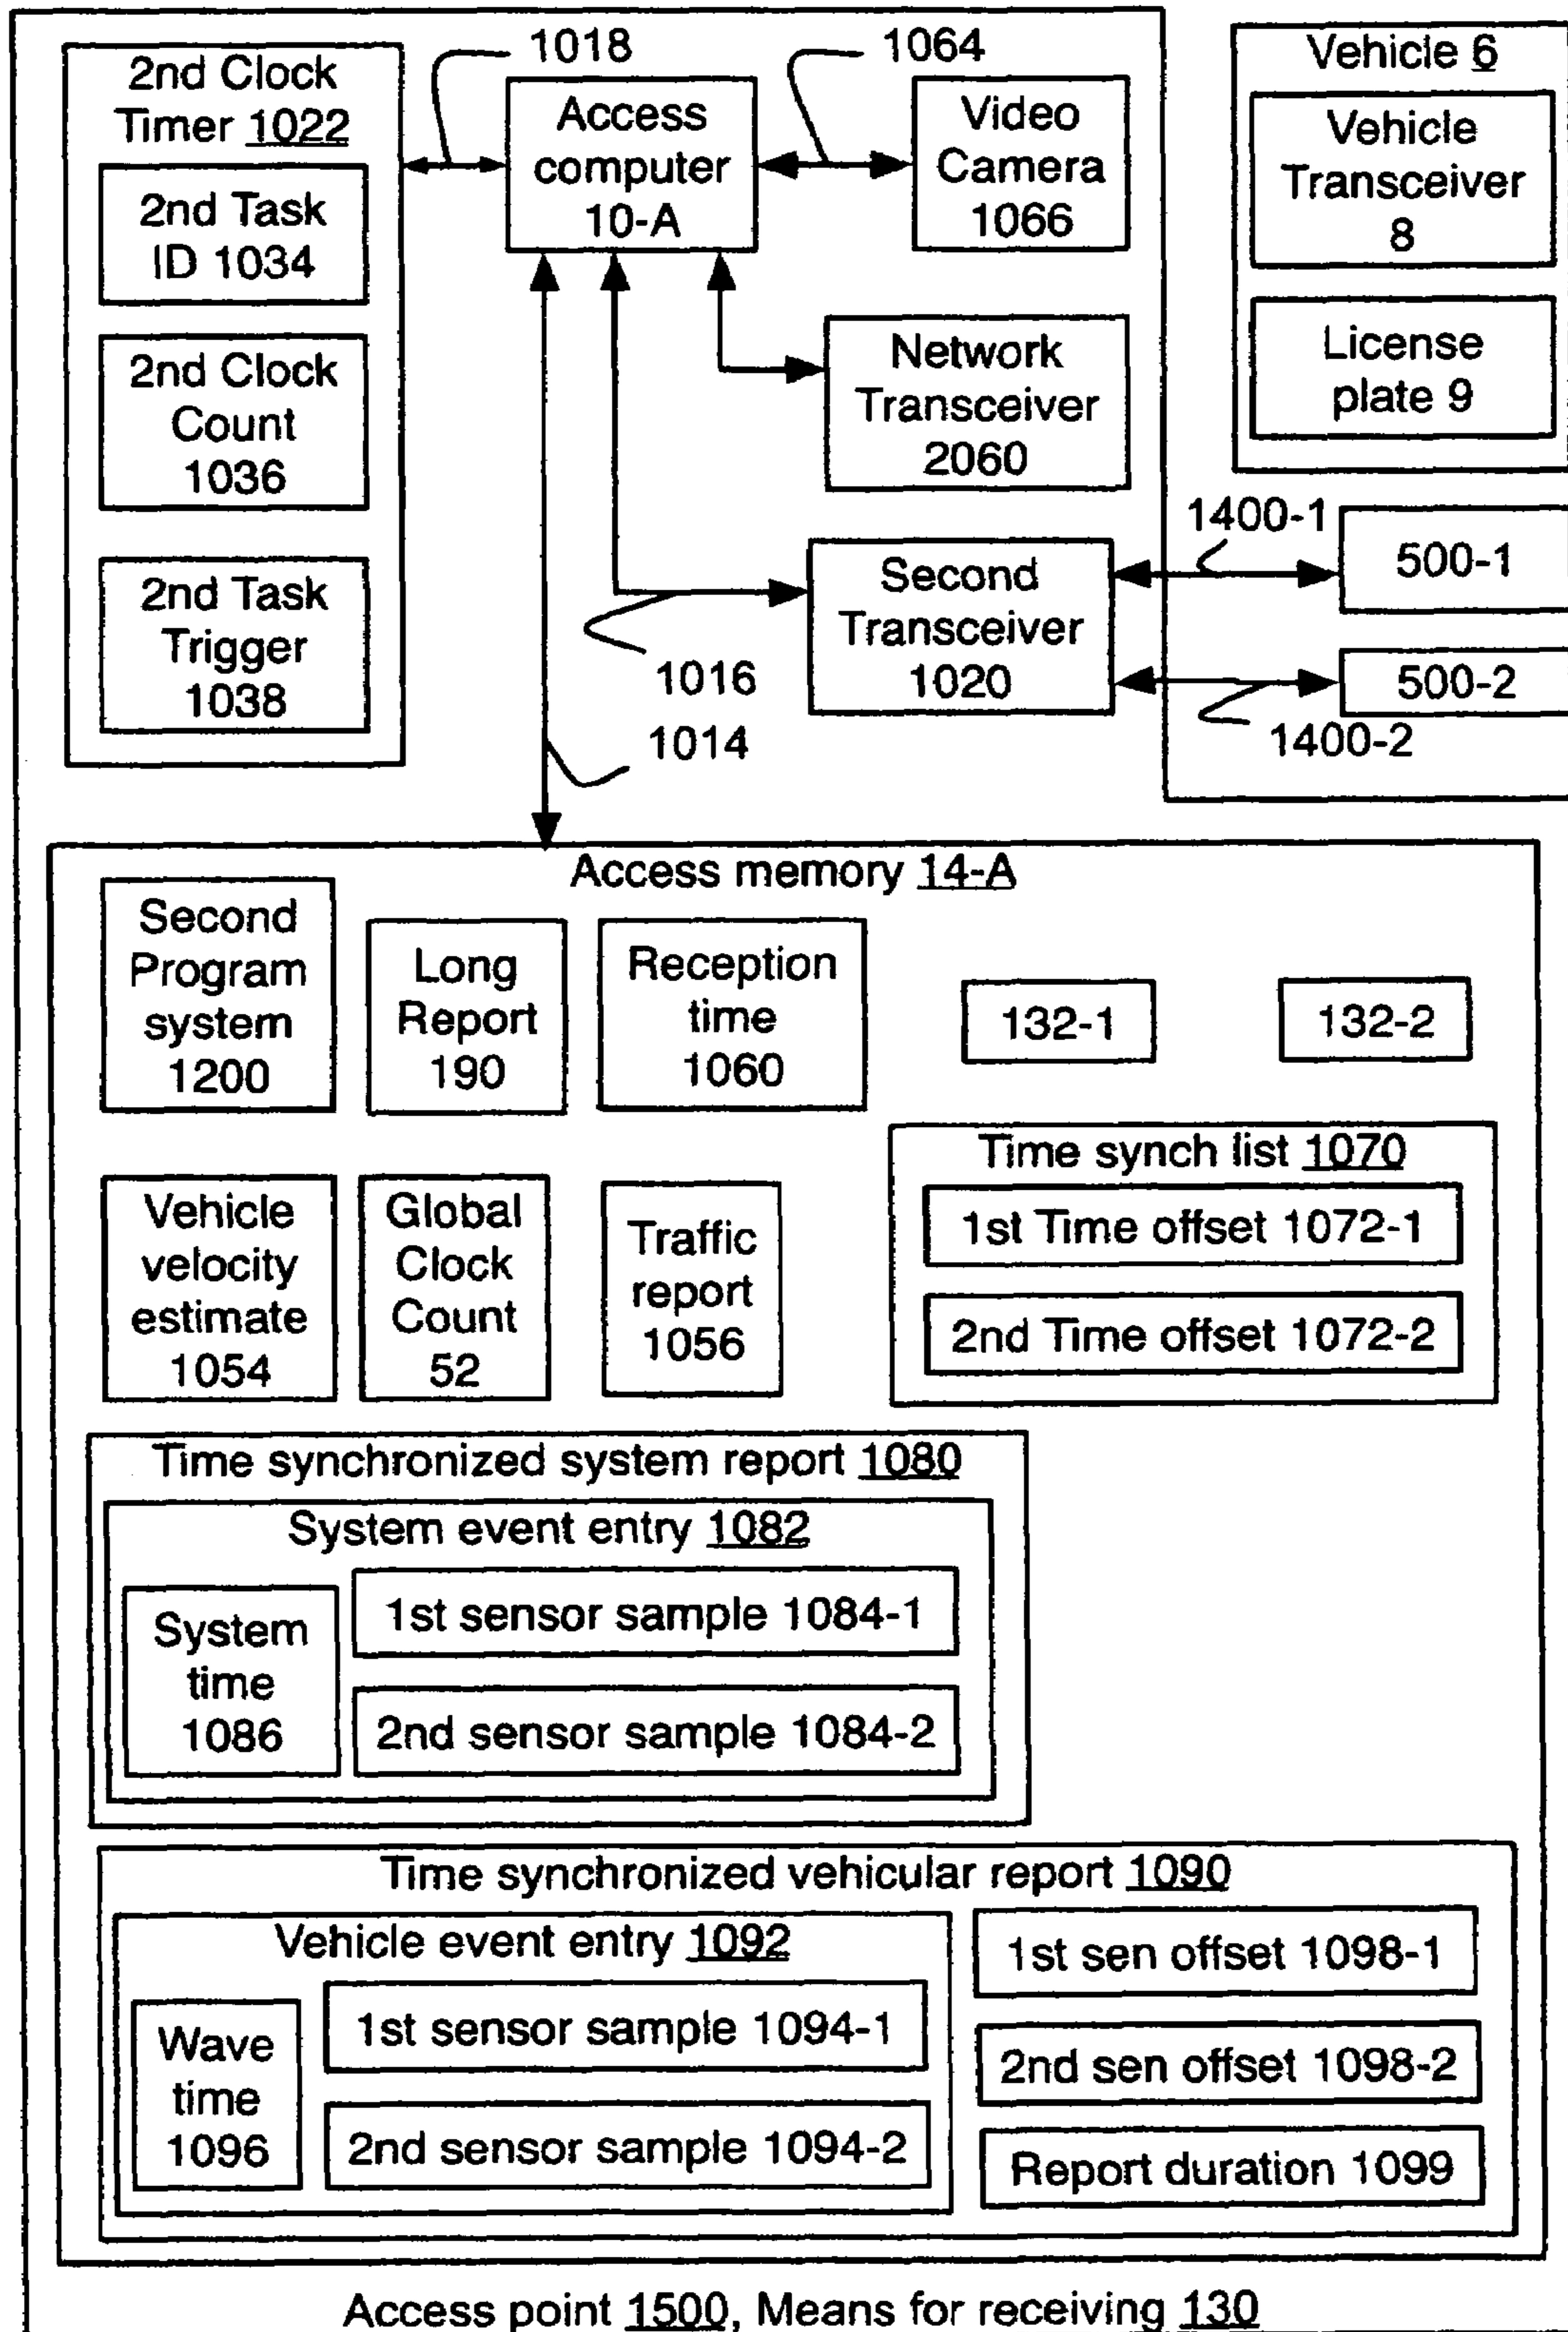 2nd Clock
Timer 1022
2nd Task
ID 1034
2nd Clock
Count
1036
2nd Task
Trigger
1038
1018
Access
computer
10-A
1064
Video
Camera
1066
Network
Transceiver
2060
Second
Transceiver
1020
1016
1014
Vehicle 6
Vehicle
Transceiver
8
License
plate 9
1400-1
500-1
500-2
1400-2
Access memory 14-A
Second
Program
system
1200
Long
Report
190
Reception
time
1060
132-1
132-2
Vehicle
velocity
estimate
1054
Global
Clock
Count
52
Traffic
report
1056
Time synch list 1070
1st Time offset 1072-1
2nd Time offset 1072-2
Time synchronized system report 1080
System event entry 1082
System
time
1086
1st sensor sample 1084-1
2nd sensor sample 1084-2
Time synchronized vehicular report 1090
Vehicle event entry 1092
Wave
time
1096
1st sensor sample 1094-1
2nd sensor sample 1094-2
1st sen offset 1098-1
2nd sen offset 1098-2
Report duration 1099
Access point 1500, Means for receiving 130